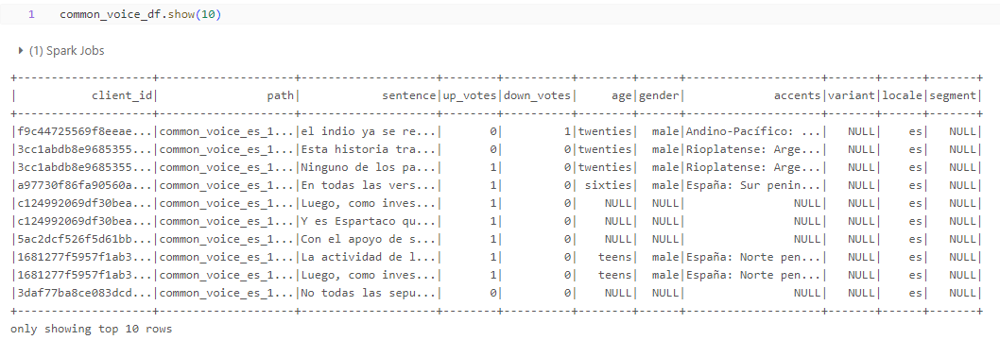 1 common_voice_df.show(10)
(1) Spark Jobs
+-------------------+-------------------+-------------------+--------+----------+--------+------+-------------------+-------+------+-------+
|          client_id|               path|           sentence|up_votes|down_votes|     age|gender|            accents|variant|locale|segment|
+-------------------+-------------------+-------------------+--------+----------+--------+------+-------------------+-------+------+-------+
|f9c44725569f8eeae...|common_voice_es_1...|el indio ya se re...|       0|         1|twenties|  male|Andino-Pacífico: ...|   NULL|    es|   NULL|
|3cc1abdb8e9685355...|common_voice_es_1...|Esta historia tra...|       0|         0|twenties|  male|Rioplatense: Arge...|   NULL|    es|   NULL|
|3cc1abdb8e9685355...|common_voice_es_1...|Ninguno de los pa...|       1|         0|twenties|  male|Rioplatense: Arge...|   NULL|    es|   NULL|
|a97730f86fa90560a...|common_voice_es_1...|En todas las vers...|       1|         0| sixties|  male|España: Sur penin...|   NULL|    es|   NULL|
|c124992069df30bea...|common_voice_es_1...|Luego, como inves...|       1|         0|    NULL|  NULL|                NULL|   NULL|    es|   NULL|
|c124992069df30bea...|common_voice_es_1...|Y es Espartaco qu...|       1|         0|    NULL|  NULL|                NULL|   NULL|    es|   NULL|
|5ac2dcf526f5d61bb...|common_voice_es_1...|Con el apoyo de s...|       1|         0|    NULL|  NULL|                NULL|   NULL|    es|   NULL|
|1681277f5957f1ab3...|common_voice_es_1...|La actividad de l...|       1|         0|   teens|  male|España: Norte pen...|   NULL|    es|   NULL|
|1681277f5957f1ab3...|common_voice_es_1...|Luego, como inves...|       1|         0|   teens|  male|España: Norte pen...|   NULL|    es|   NULL|
|3daf77ba8ce083dcd...|common_voice_es_1...|No todas las sepu...|       0|         0|    NULL|  NULL|                NULL|   NULL|    es|   NULL|
+-------------------+-------------------+-------------------+--------+----------+--------+------+-------------------+-------+------+-------+
only showing top 10 rows